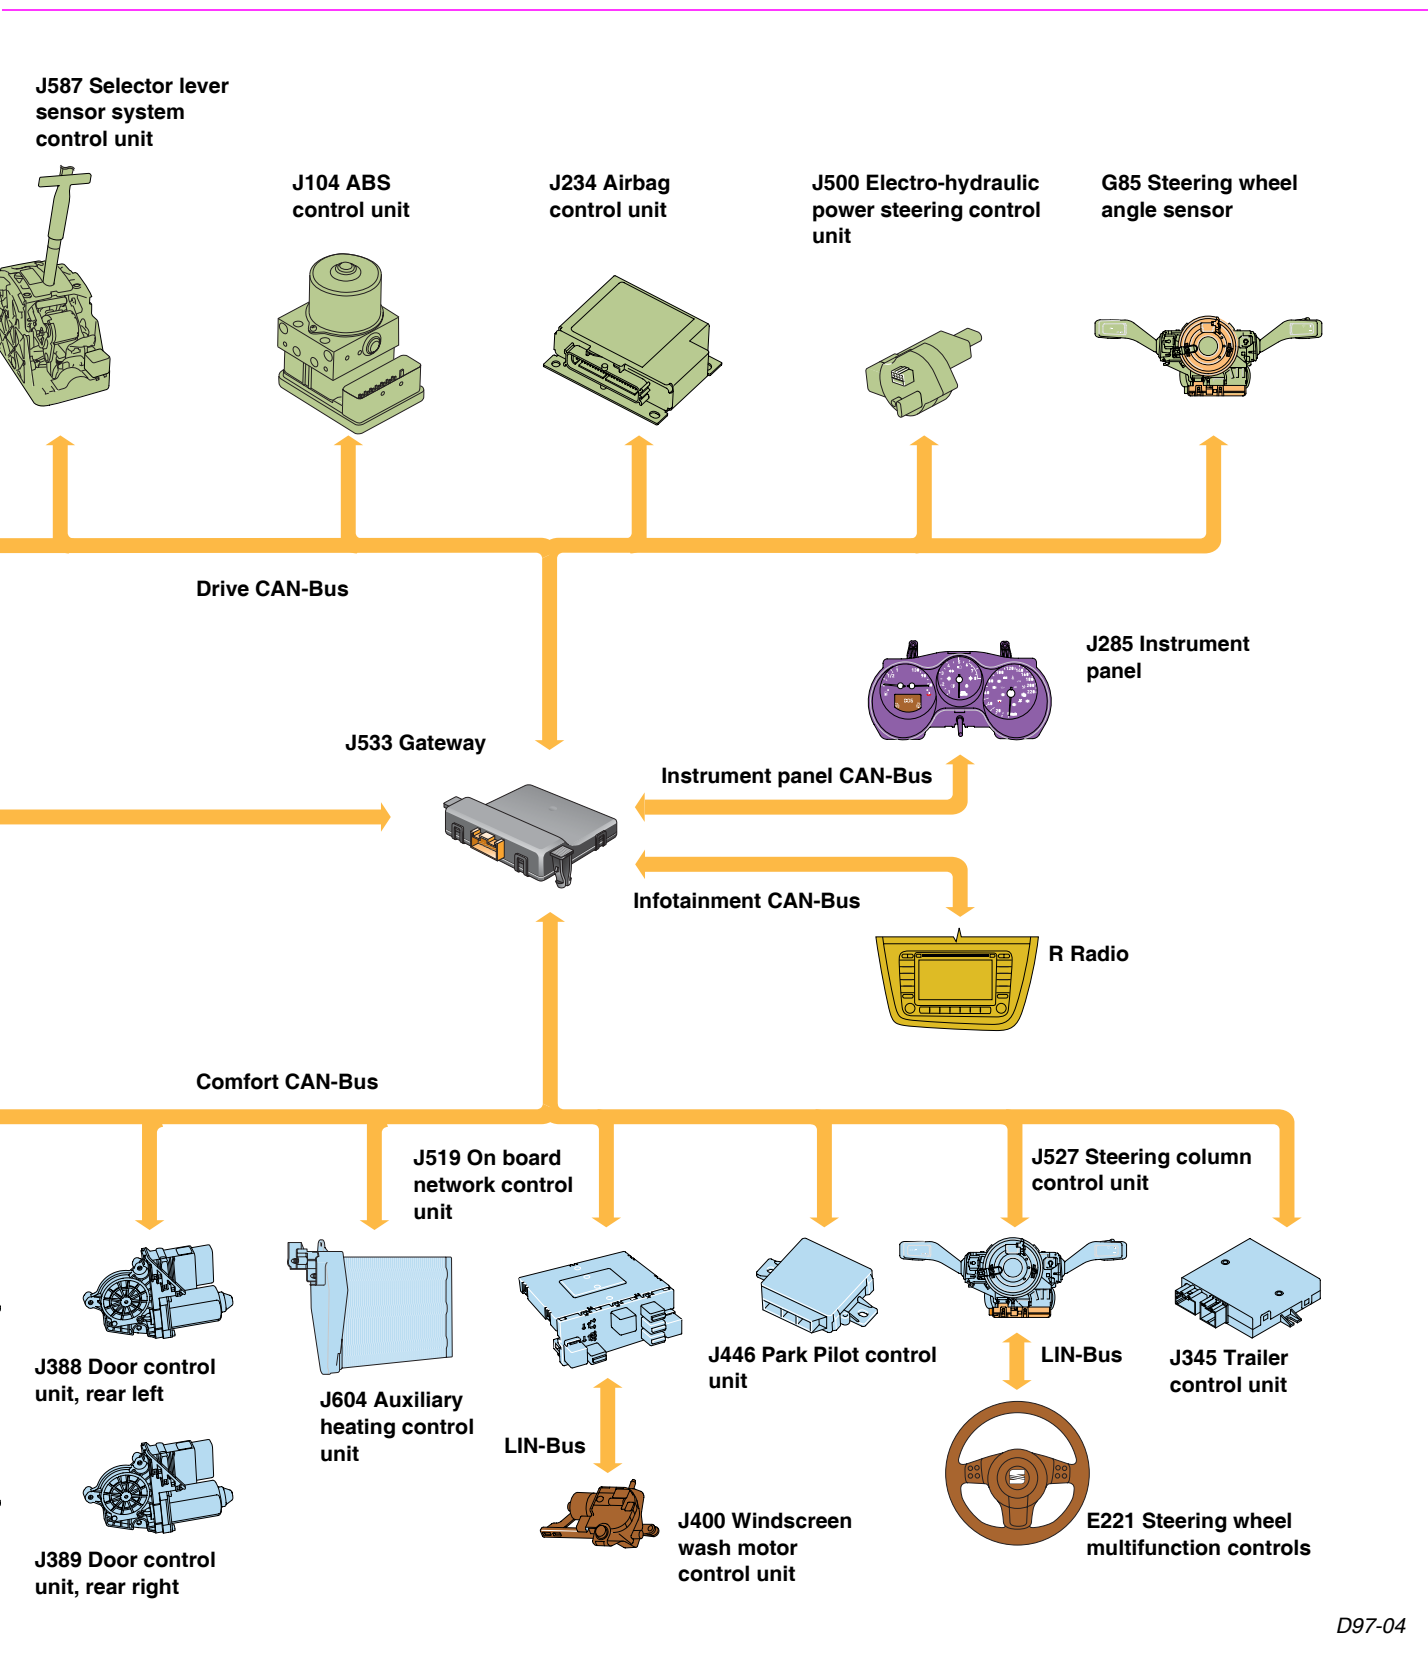 J587 Selector lever
sensor system
control unit
J104 ABS
control unit
J234 Airbag
control unit
J500 Electro-hydraulic
power steering control
unit
G85 Steering wheel
angle sensor
Drive CAN-Bus
J285 Instrument
panel
J533 Gateway
Instrument panel CAN-Bus
Infotainment CAN-Bus
R Radio
Comfort CAN-Bus
J519 On board
network control
unit
J527 Steering column
control unit
J388 Door control
unit, rear left
J604 Auxiliary
heating control
unit
J446 Park Pilot control
unit
LIN-Bus
J345 Trailer
control unit
LIN-Bus
J400 Windscreen
wash motor
control unit
E221 Steering wheel
multifunction controls
J389 Door control
unit, rear right
D97-04